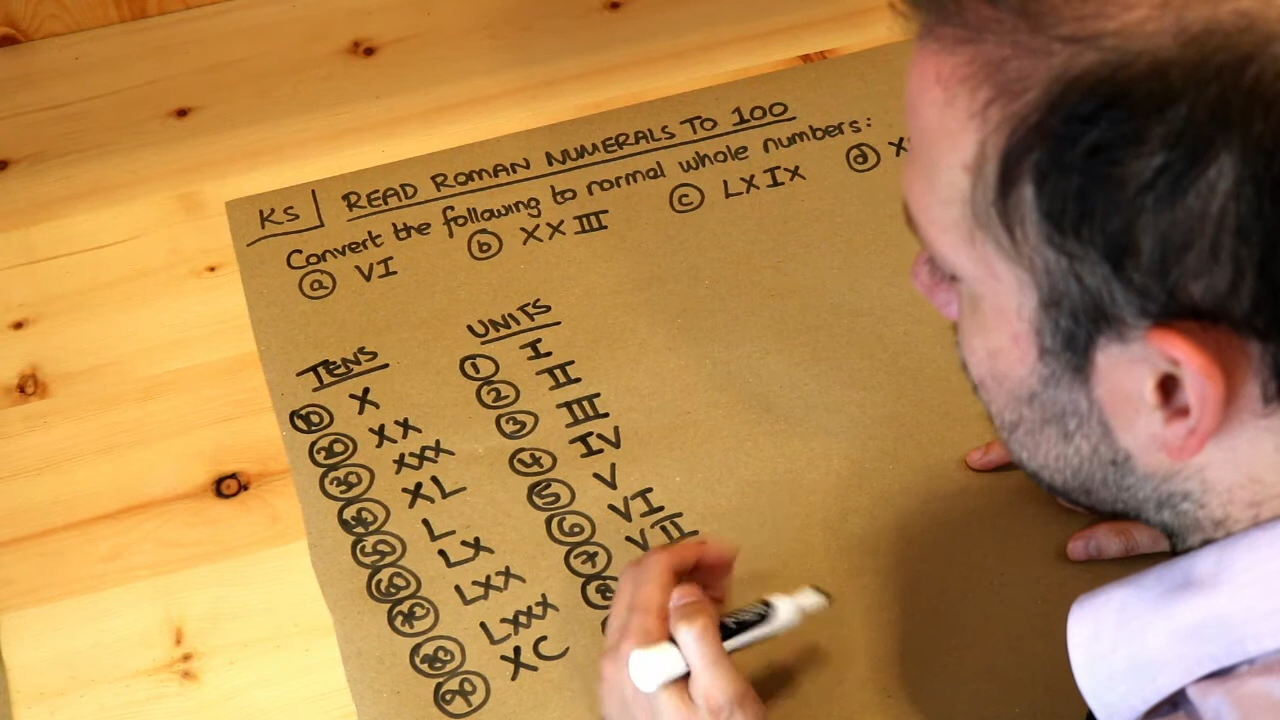 KS READ ROMAN NUMERALS TO 100
Convert the following to normal whole numbers:
a VI b XXIII c LXIX d
TENS
10 X
20 XX
30 XXX
40 XL
50 L
60 LX
70 LXX
80 LXXX
90 XC
UNITS
1 I
2 II
3 III
4 IV
5 V
6 VI
7 VII
8